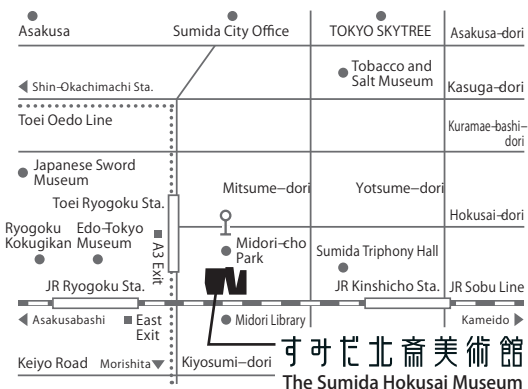 Asakusa
Sumida City Office
TOKYO SKYTREE
Asakusa-dori
Tobacco and
Salt Museum
Shin-Okachimachi Sta.
Kasuga-dori
Toei Oedo Line
Kuramae-bashi-
dori
Japanese Sword
Museum
Mitsume-dori
Yotsume-dori
Toei Ryogoku Sta.
Hokusai-dori
Ryogoku
Kokugikan
Edo-Tokyo
Museum
A3 Exit
Midori-cho
Park
Sumida Triphony Hall
JR Ryogoku Sta.
JR Kinshicho Sta.
JR Sobu Line
Asakusabashi
East
Exit
Midori Library
Kameido
すみだ北斎美術館
Keiyo Road
Morishita
Kiyosumi-dori
The Sumida Hokusai Museum